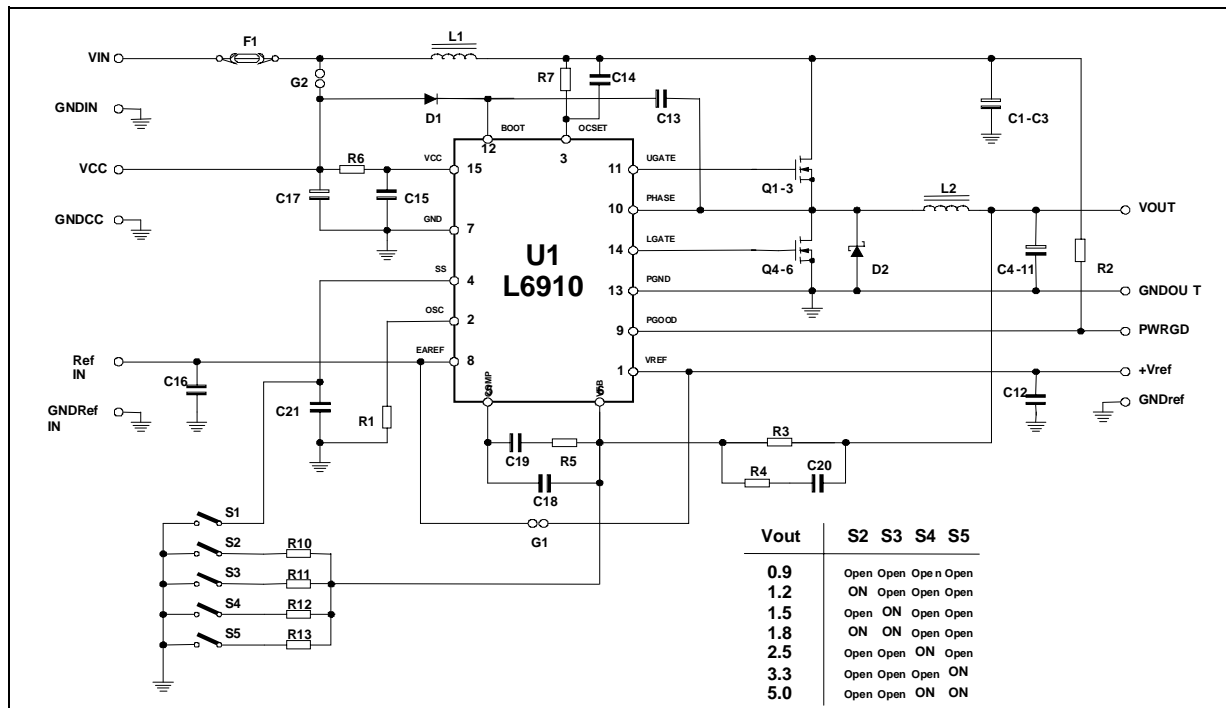 F1
L1
VIN
G2
R7
C14
GNDIN
D1
C13
C1-C3
BOOT
OCSET
12
3
VCC
R6
VCC
15
11
UGATE
Q1-3
C17
C15
L2
10
PHASE
VOUT
GND
7
GNDCC
U1
L6910
14
LGATE
Q4-6
D2
C4-11
R2
SS
4
13
PGND
GNDOU T
OSC
2
9
PGOOD
PWRGD
Ref
IN
EAREF
8
1
VREF
+Vref
C16
C12
GNDRef
IN
C21
R1
COMP
GNDref
C19
R5
R3
R4
C20
C18
S1
G1
S2
R10
S3
R11
S4
R12
S5
R13
Vout S2 S3 S4 S5
0.9 Open Open Open Open
1.2 ON Open Open Open
1.5 Open ON Open Open
1.8 ON ON Open Open
2.5 Open Open ON Open
3.3 Open Open Open ON
5.0 Open Open ON ON